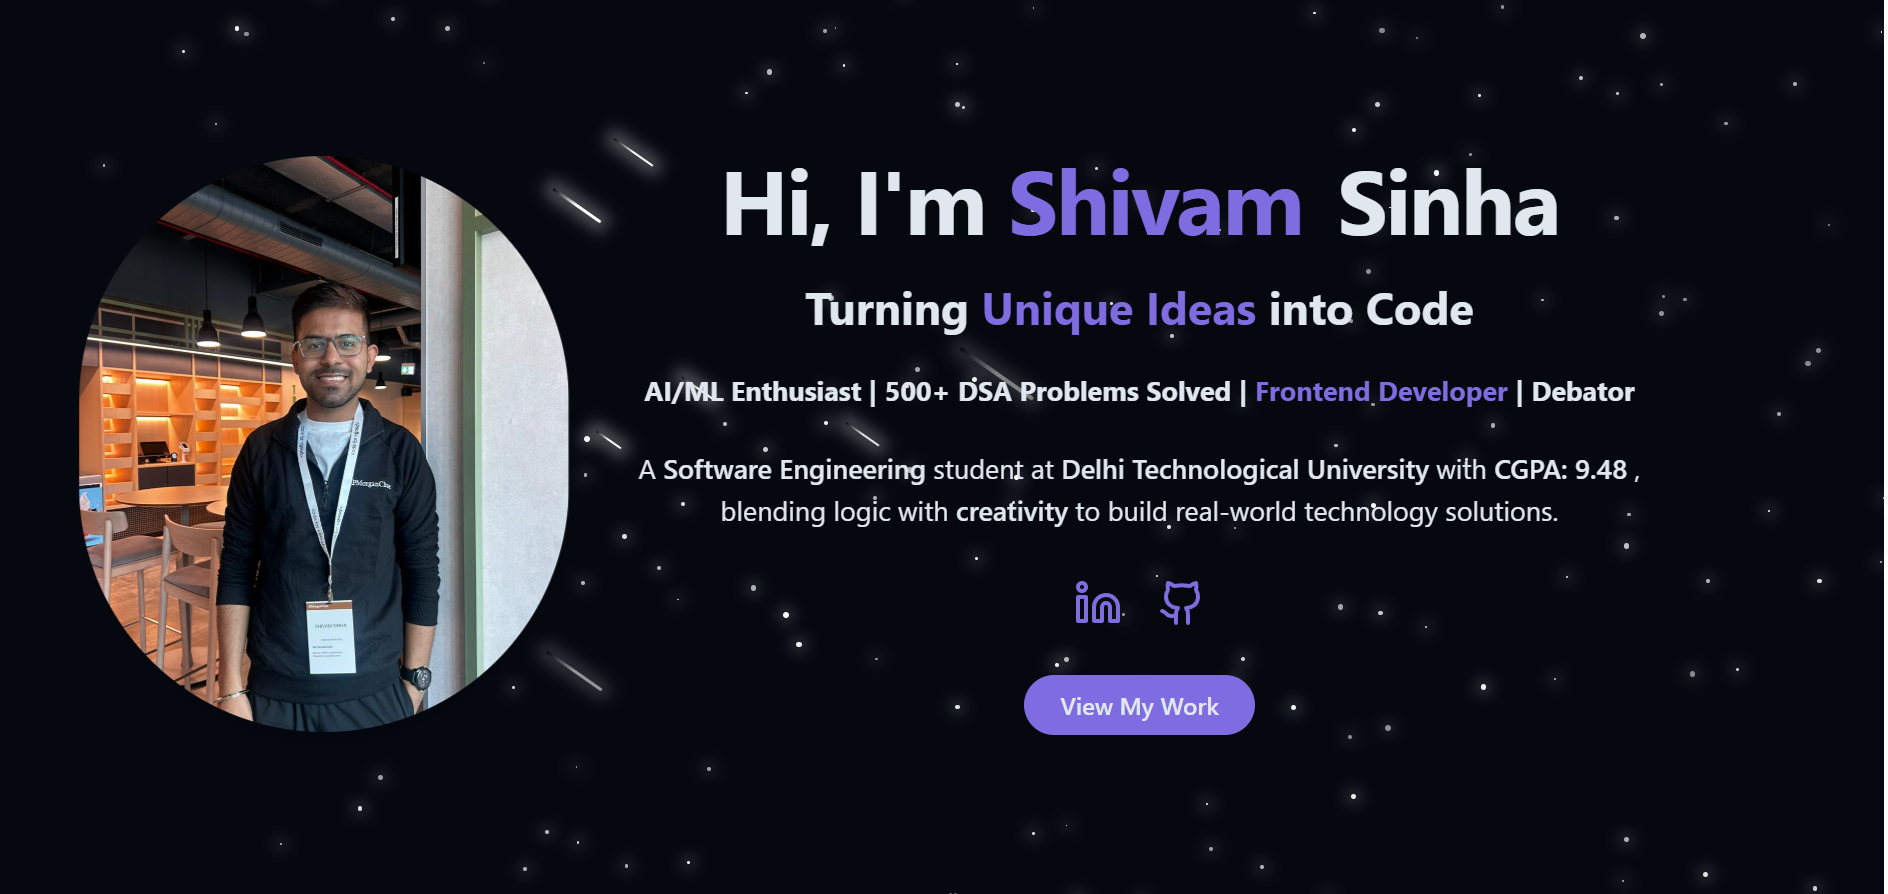 Hi, I'm Shivam Sinha
Turning Unique Ideas into Code
AI/ML Enthusiast | 500+ DSA Problems Solved | Frontend Developer | Debator
A Software Engineering student at Delhi Technological University with CGPA: 9.48 ,
blending logic with creativity to build real-world technology solutions.
View My Work
SHIVAM SINHA